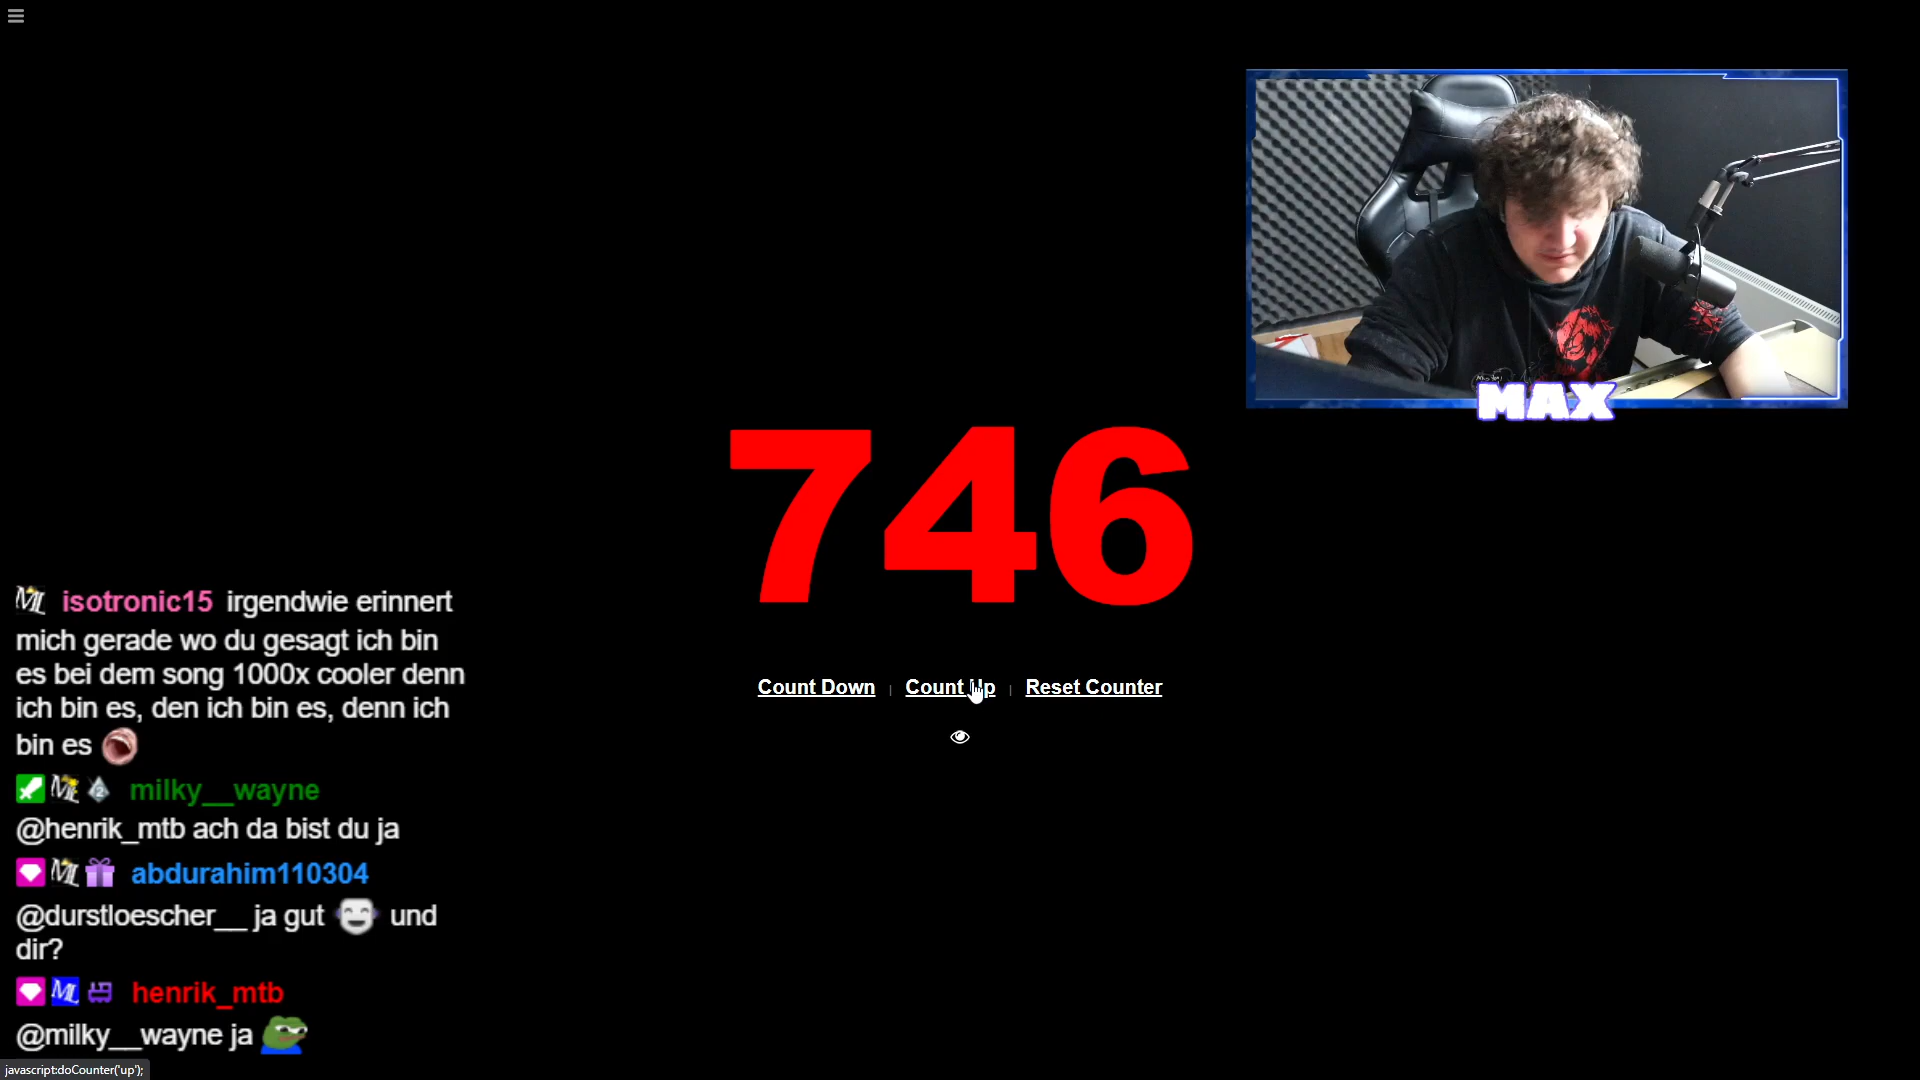 MAX
746
Count Down | Count Up | Reset Counter
isotronic15 irgendwie erinnert
mich gerade wo du gesagt ich bin
es bei dem song 1000x cooler denn
ich bin es, den ich bin es, denn ich
bin es
milky__wayne
@henrik_mtb ach da bist du ja
abdurahim110304
@durstloescher__ ja gut und
dir?
henrik_mtb
@milky__wayne ja
javascript:doCounter('up');